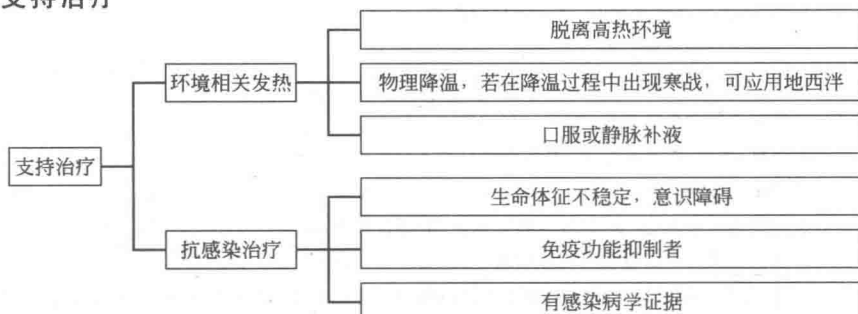 支持治疗
脱离高热环境
环境相关发热
物理降温，若在降温过程中出现寒战，可应用地西泮
口服或静脉补液
支持治疗
生命体征不稳定，意识障碍
抗感染治疗
免疫功能抑制者
有感染病学证据